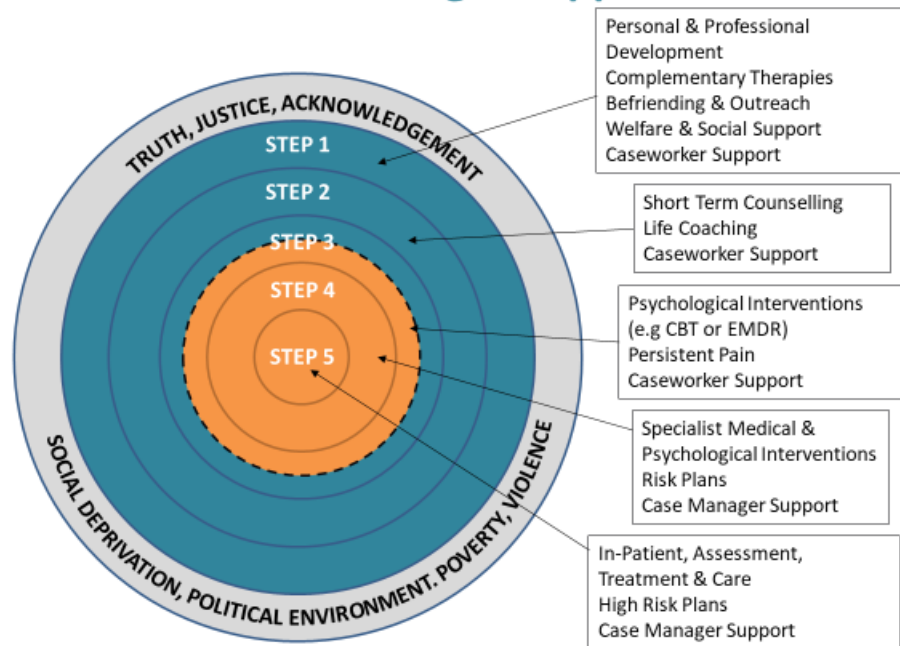 TRUTH, JUSTICE, ACKNOWLEDGEMENT
STEP 1
STEP 2
STEP 3
STEP 4
STEP 5
SOCIAL DEPRIVATION, POLITICAL ENVIRONMENT. POVERTY, VIOLENCE
Personal & Professional
Development
Complementary Therapies
Befriending & Outreach
Welfare & Social Support
Caseworker Support
Short Term Counselling
Life Coaching
Caseworker Support
Psychological Interventions
(e.g CBT or EMDR)
Persistent Pain
Caseworker Support
Specialist Medical &
Psychological Interventions
Risk Plans
Case Manager Support
In-Patient, Assessment,
Treatment & Care
High Risk Plans
Case Manager Support